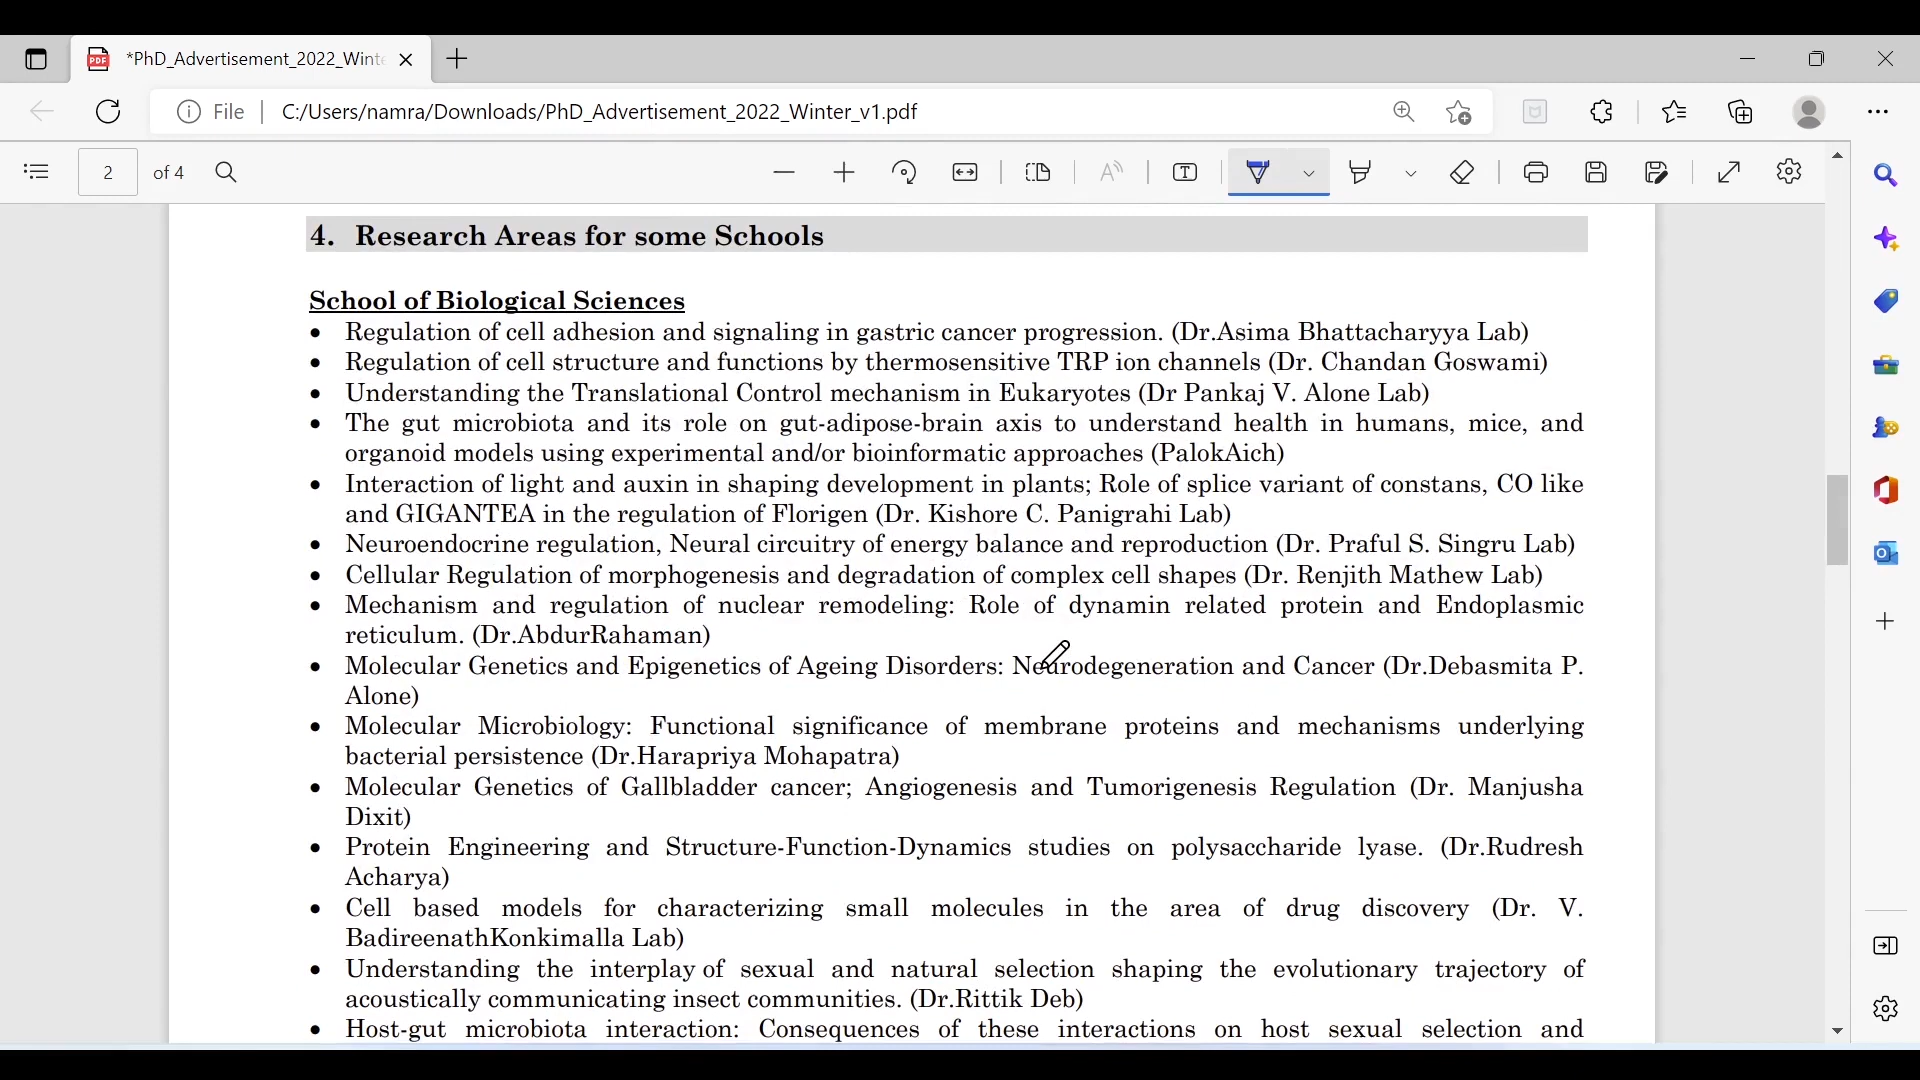 *PhD_Advertisement_2022_Winte
File
C:/Users/namra/Downloads/PhD_Advertisement_2022_Winter_v1.pdf
2 of 4
4. Research Areas for some Schools
School of Biological Sciences
• Regulation of cell adhesion and signaling in gastric cancer progression. (Dr.Asima Bhattacharyya Lab)
• Regulation of cell structure and functions by thermosensitive TRP ion channels (Dr. Chandan Goswami)
• Understanding the Translational Control mechanism in Eukaryotes (Dr Pankaj V. Alone Lab)
• The gut microbiota and its role on gut-adipose-brain axis to understand health in humans, mice, and
organoid models using experimental and/or bioinformatic approaches (PalokAich)
• Interaction of light and auxin in shaping development in plants; Role of splice variant of constans, CO like
and GIGANTEA in the regulation of Florigen (Dr. Kishore C. Panigrahi Lab)
• Neuroendocrine regulation, Neural circuitry of energy balance and reproduction (Dr. Praful S. Singru Lab)
• Cellular Regulation of morphogenesis and degradation of complex cell shapes (Dr. Renjith Mathew Lab)
• Mechanism and regulation of nuclear remodeling: Role of dynamin related protein and Endoplasmic
reticulum. (Dr.AbdurRahaman)
• Molecular Genetics and Epigenetics of Ageing Disorders: Neurodegeneration and Cancer (Dr.Debasmita P.
Alone)
• Molecular Microbiology: Functional significance of membrane proteins and mechanisms underlying
bacterial persistence (Dr.Harapriya Mohapatra)
• Molecular Genetics of Gallbladder cancer; Angiogenesis and Tumorigenesis Regulation (Dr. Manjusha
Dixit)
• Protein Engineering and Structure-Function-Dynamics studies on polysaccharide lyase. (Dr.Rudresh
Acharya)
• Cell based models for characterizing small molecules in the area of drug discovery (Dr. V.
BadireenathKonkimalla Lab)
• Understanding the interplay of sexual and natural selection shaping the evolutionary trajectory of
acoustically communicating insect communities. (Dr.Rittik Deb)
• Host-gut microbiota interaction: Consequences of these interactions on host sexual selection and